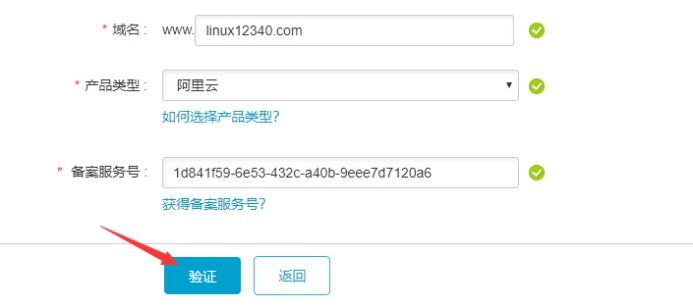 * 域名： www. linux12340.com
* 产品类型： 阿里云
如何选择产品类型？
* 备案服务号： 1d841f59-6e53-432c-a40b-9eee7d7120a6
获得备案服务号？
验证 返回